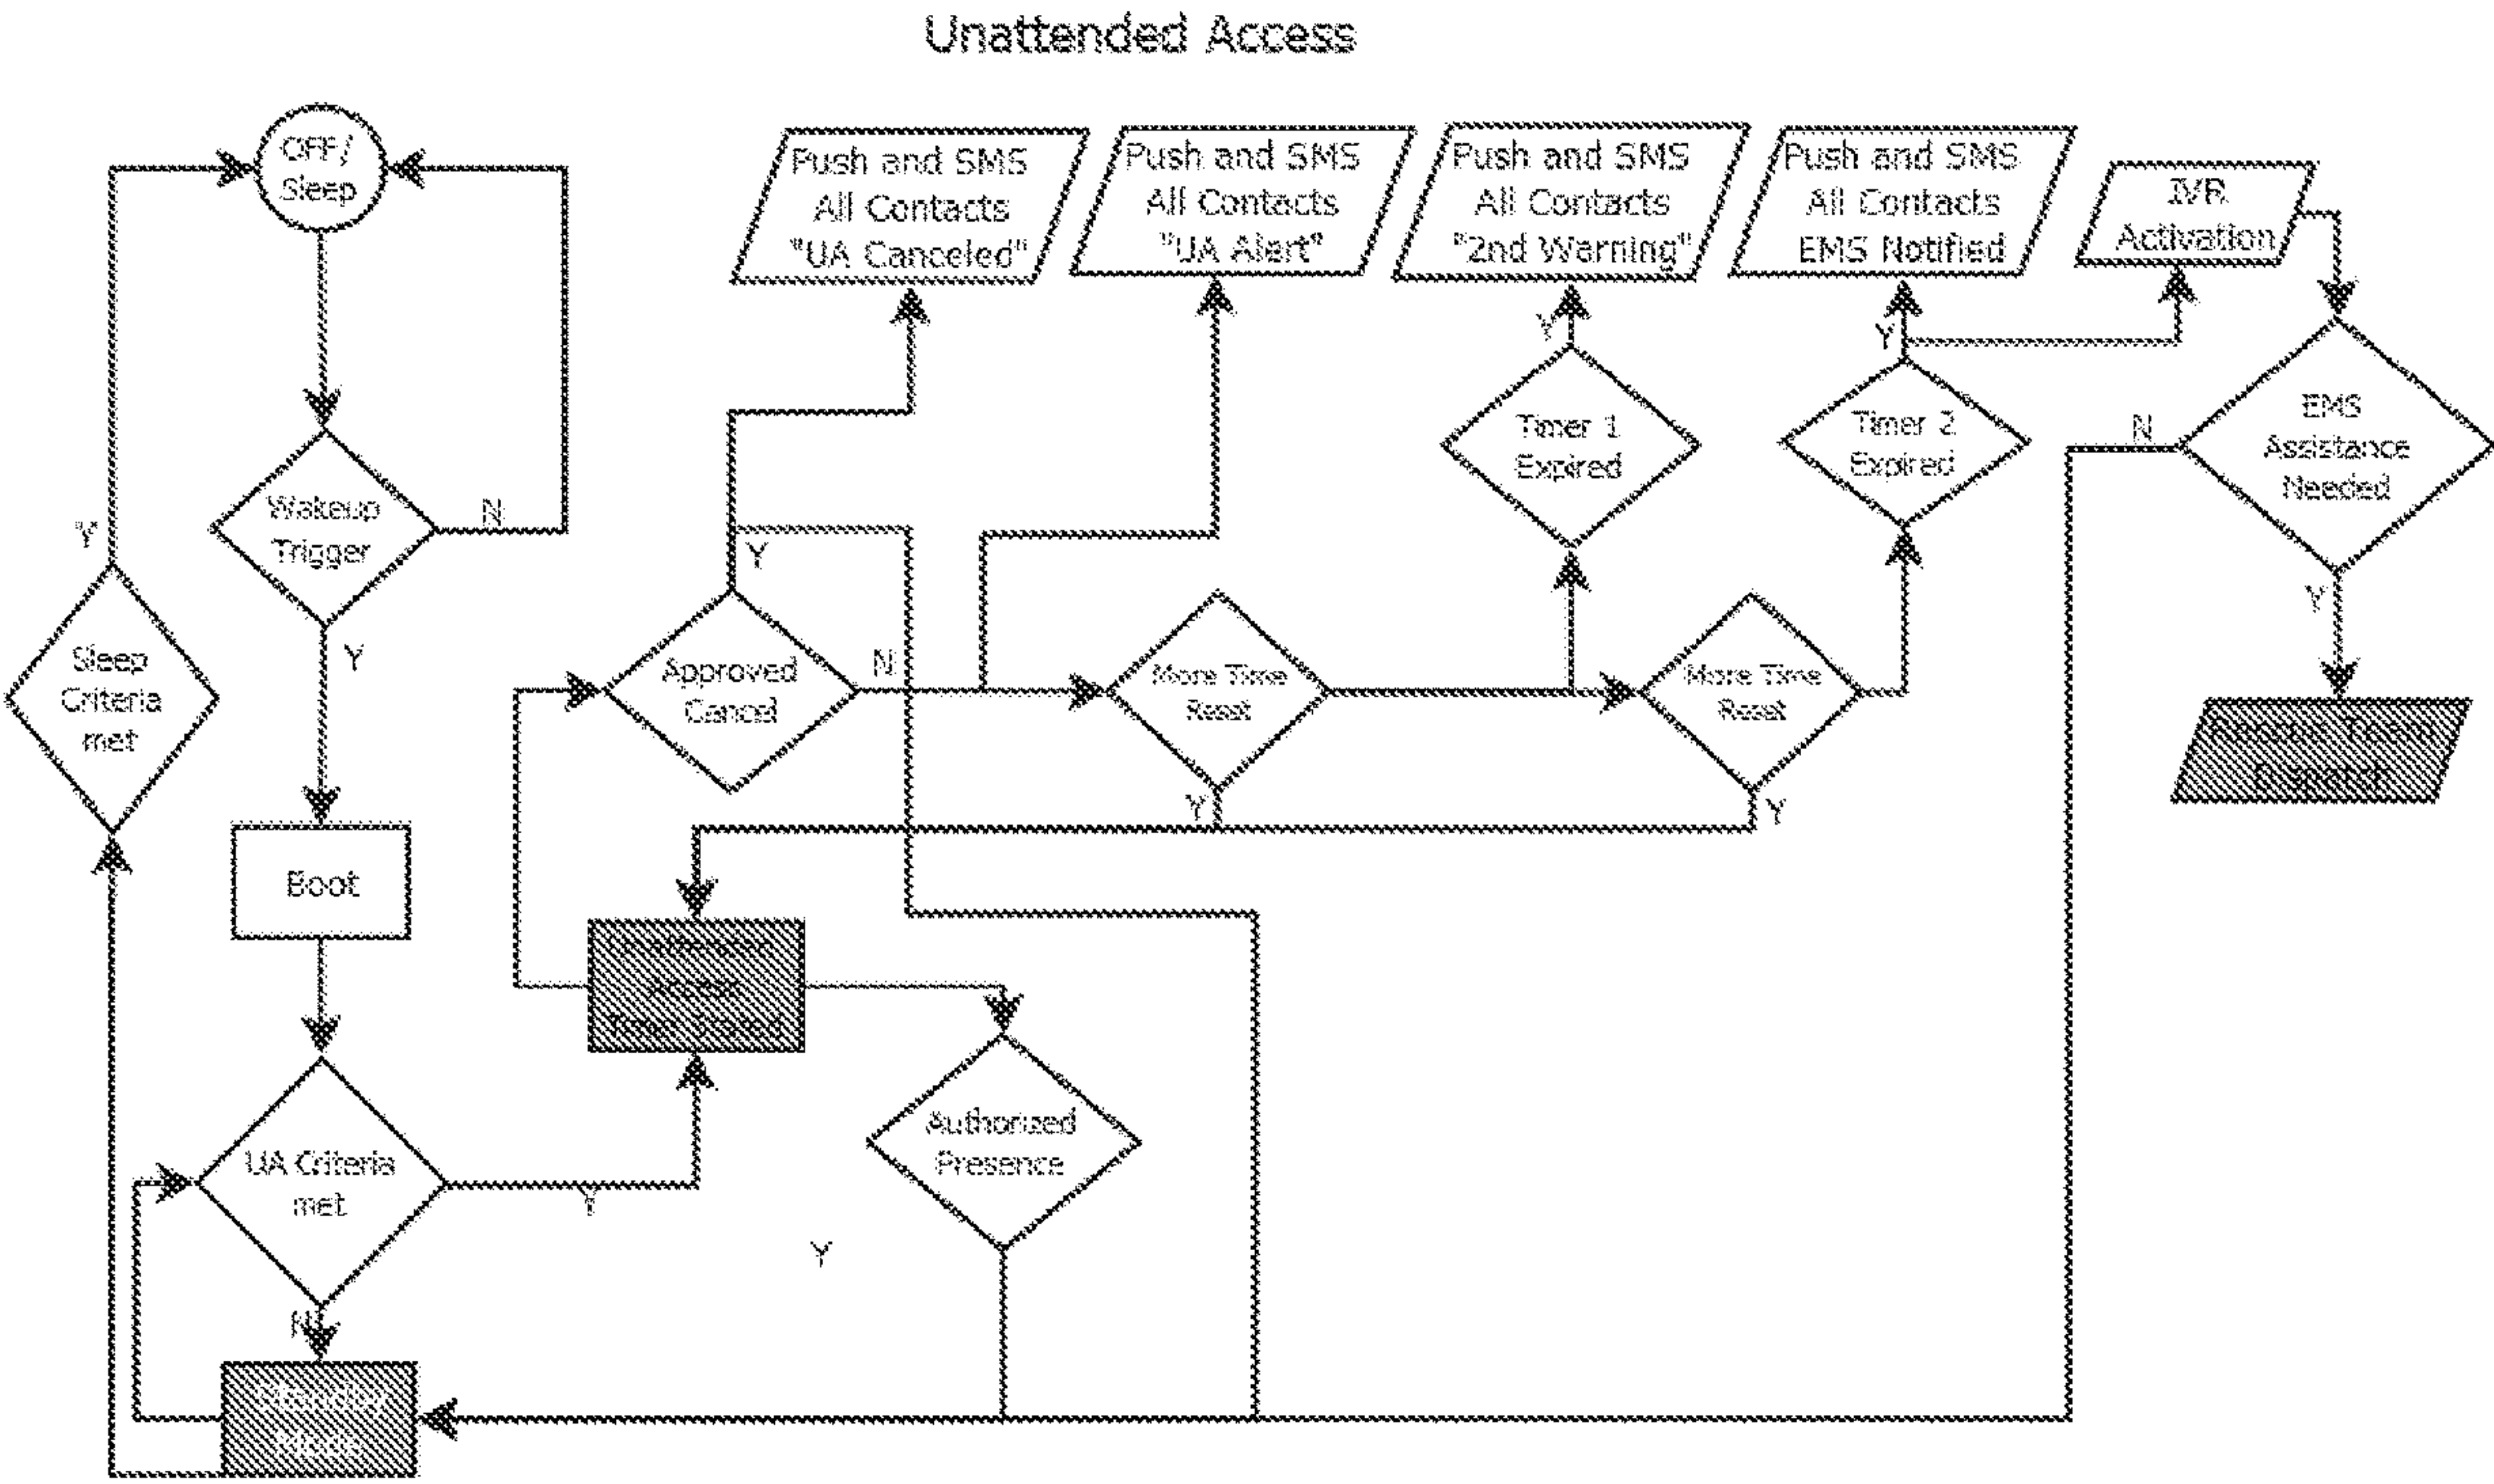 Unattended Access
OFF/
Sleep
Push and SMS
All Contacts
"UA Canceled"
Push and SMS
All Contacts
"UA Alert"
Push and SMS
All Contacts
"2nd Warning"
Push and SMS
All Contacts
EMS Notified
IVR
Activation
Y
Y
Timer 1
Expired
Timer 2
Expired
N
EMS
Assistance
Needed
Wakeup
Trigger
N
Y
Y
Y
Y
Sleep
Criteria
met
Approved
Cancel
N
More Time
Reset
More Time
Reset
Y
Y
Dispatch
Boot
Authorized
Presence
UA Criteria
met
Y
Y
N
Standby
Mode